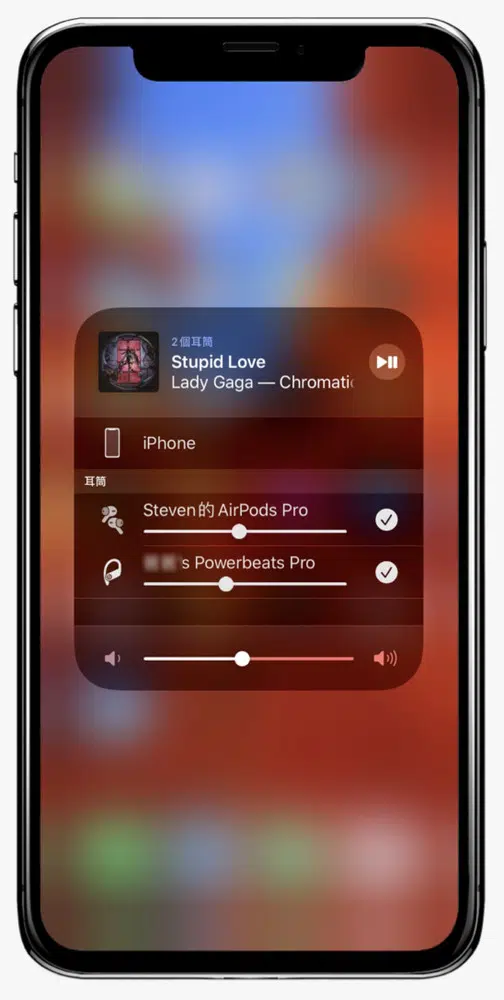 2個耳筒
Stupid Love
Lady Gaga — Chromatic
iPhone
耳筒
Steven的 AirPods Pro
s Powerbeats Pro